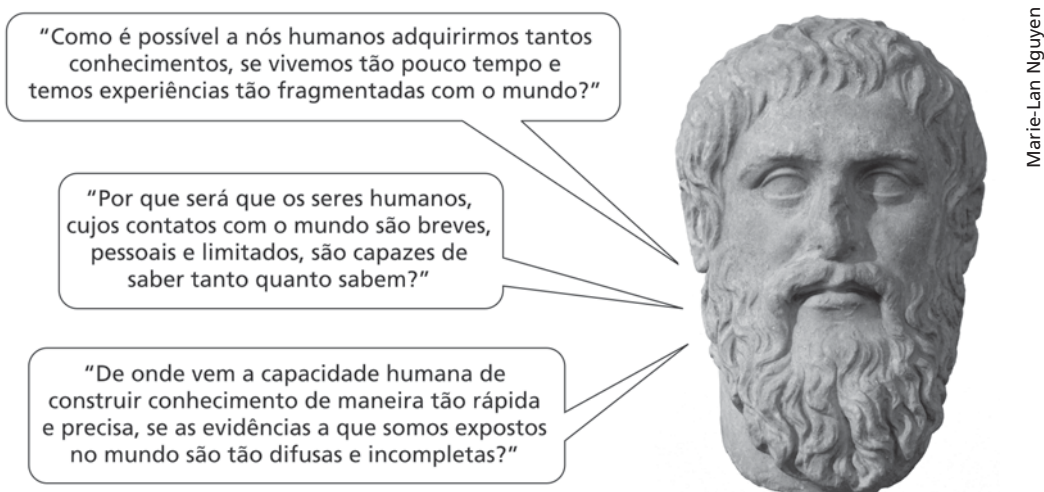 “Como é possível a nós humanos adquirirmos tantos
conhecimentos, se vivemos tão pouco tempo e
temos experiências tão fragmentadas com o mundo?”
“Por que será que os seres humanos,
cujos contatos com o mundo são breves,
pessoais e limitados, são capazes de
saber tanto quanto sabem?”
“De onde vem a capacidade humana de
construir conhecimento de maneira tão rápida
e precisa, se as evidências a que somos expostos
no mundo são tão difusas e incompletas?”
Marie-Lan Nguyen